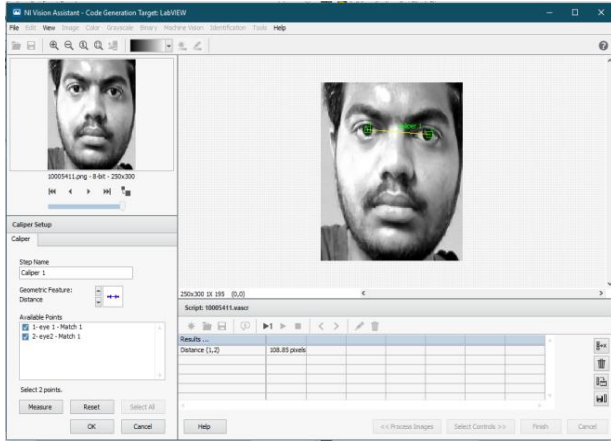 NI Vision Assistant - Code Generation Target: LabVIEW
File Edit View Image Color Grayscale Binary Machine Vision Identification Tools Help
10005411.png - 8-bit - 250x300
Caliper Setup
Caliper
Step Name
Caliper 1
Geometric Feature:
Distance
Available Points
1- eye 1 - Match 1
2- eye2 - Match 1
Select 2 points.
Measure Reset Select All
OK Cancel
Caliper 1
250x300 1X 195 (0,0)
Script: 10005411.vascr
1
Results ...
Distance (1,2) 108.85 pixels
Help << Process Images Select Controls >> Finish Cancel